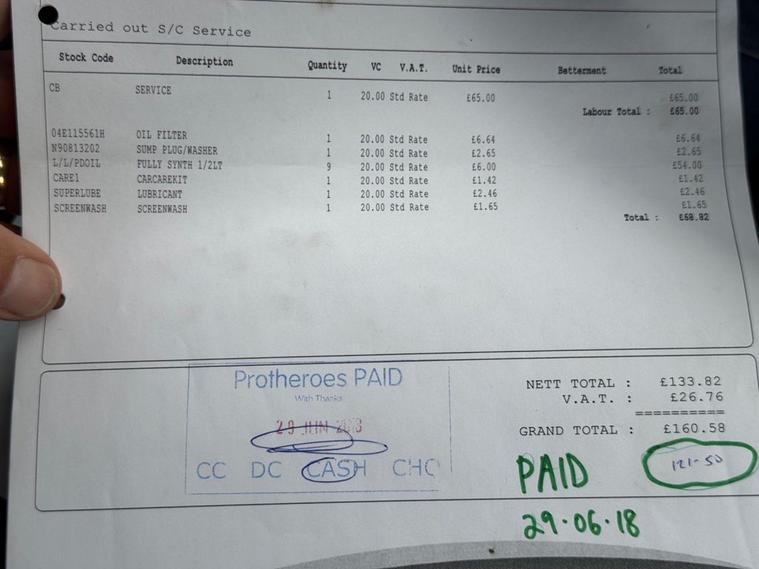 Carried out S/C Service
Stock Code Description Quantity VC V.A.T. Unit Price Betterment Total
CB SERVICE 1 20.00 Std Rate £65.00 £65.00
Labour Total : £65.00
04E115561H OIL FILTER 1 20.00 Std Rate £6.64 £6.64
N90813202 SUMP PLUG/WASHER 1 20.00 Std Rate £2.65 £2.65
L/L/PDOIL FULLY SYNTH 1/2LT 9 20.00 Std Rate £6.00 £54.00
CARE1 CARCAREKIT 1 20.00 Std Rate £1.42 £1.42
SUPERLUBE LUBRICANT 1 20.00 Std Rate £2.46 £2.46
SCREENWASH SCREENWASH 1 20.00 Std Rate £1.65 £1.65
Total : £68.82
Protheroes PAID
With Thanks
29 JUN
CC DC CASH CHQ
NETT TOTAL : £133.82
V.A.T. : £26.76
==========
GRAND TOTAL : £160.58
PAID 121-50
29·06·18